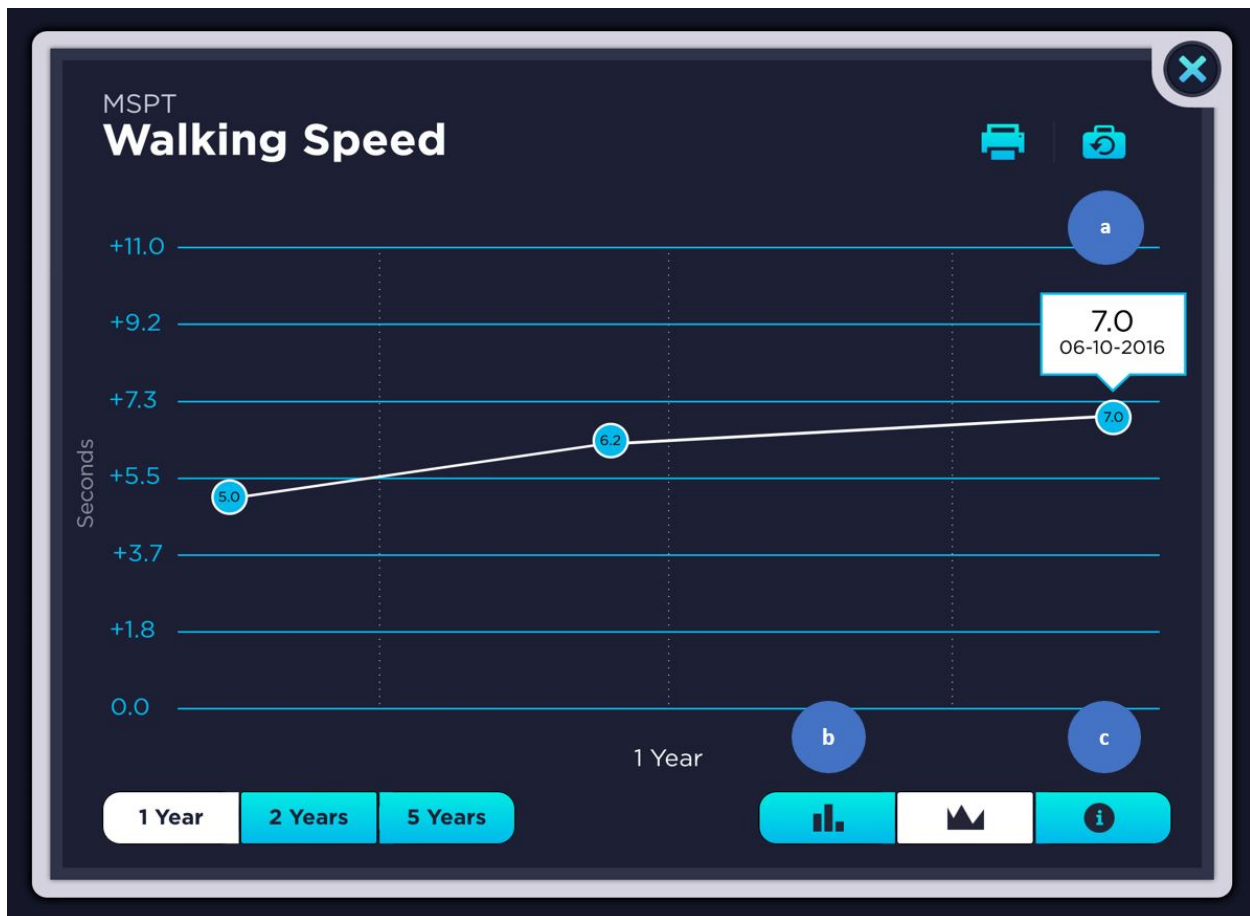 MSPT
Walking Speed
a
+11.0
7.0
06-10-2016
+9.2
+7.3
7.0
6.2
Seconds
+5.5
5.0
+3.7
+1.8
0.0
b
c
1 Year
1 Year
2 Years
5 Years
i